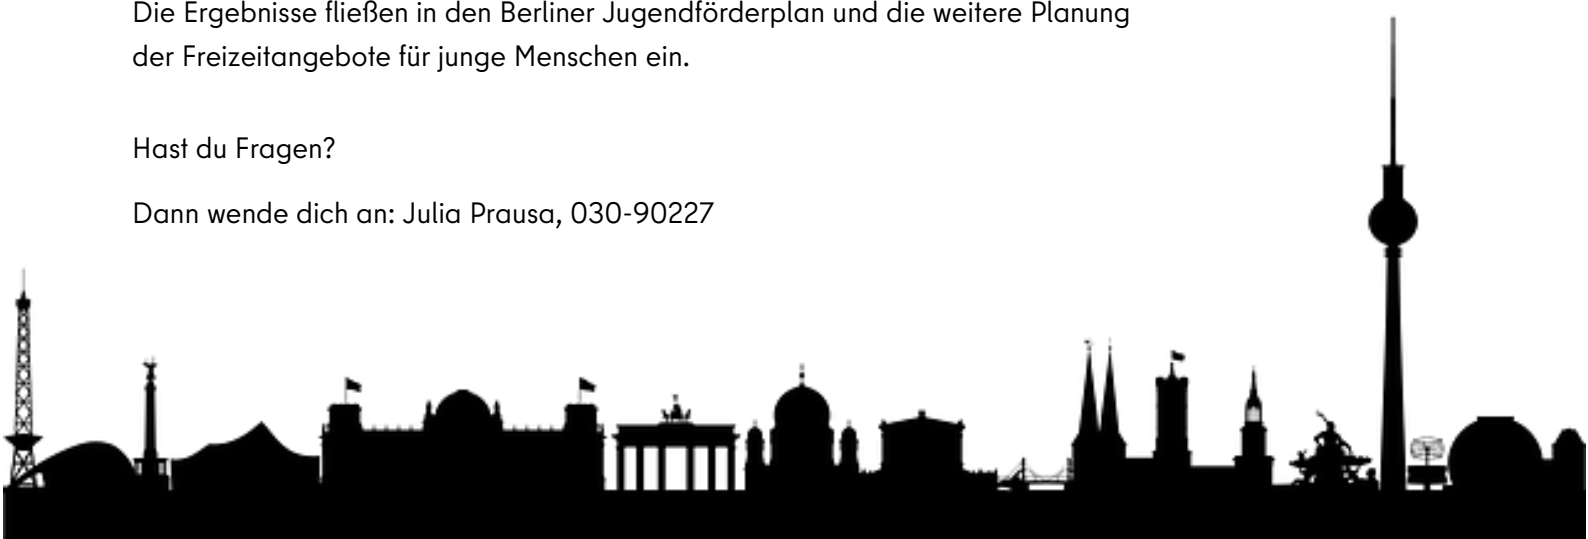 Die Ergebnisse fließen in den Berliner Jugendförderplan und die weitere Planung
der Freizeitangebote für junge Menschen ein.
Hast du Fragen?
Dann wende dich an: Julia Prausa, 030-90227